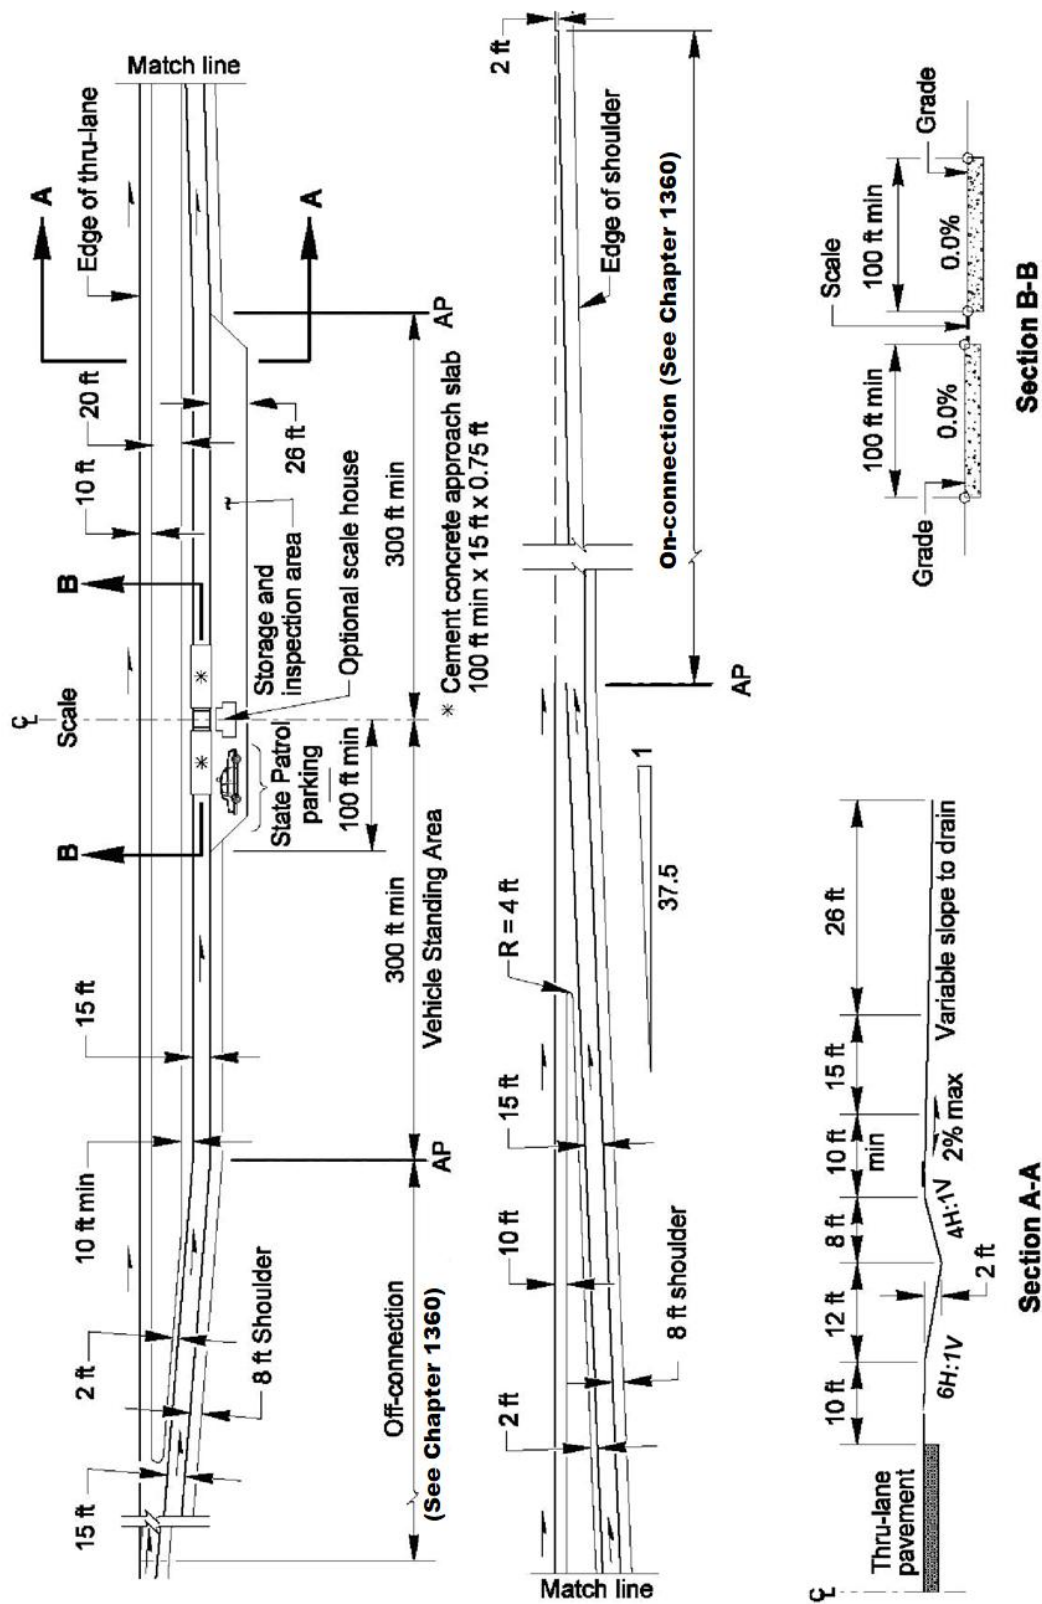 ℄
Scale
15 ft
2 ft
10 ft min
15 ft
B
B
10 ft
20 ft
A
Edge of thru-lane
Match line
8 ft Shoulder
AP
State Patrol
parking
100 ft min
Storage and
inspection area
Optional scale house
26 ft
A
AP
Off-connection
(See Chapter 1360)
300 ft min
Vehicle Standing Area
300 ft min
* Cement concrete approach slab
100 ft min x 15 ft x 0.75 ft
*
*
Match line
2 ft
10 ft
15 ft
R = 4 ft
2 ft
8 ft shoulder
37.5
1
AP
Edge of shoulder
On-connection (See Chapter 1360)
℄
Thru-lane
pavement
10 ft
12 ft
8 ft
10 ft
min
15 ft
26 ft
6H:1V
4H:1V
2% max
Variable slope to drain
2 ft
Section A-A
Grade
100 ft min
0.0%
Scale
100 ft min
0.0%
Grade
Section B-B